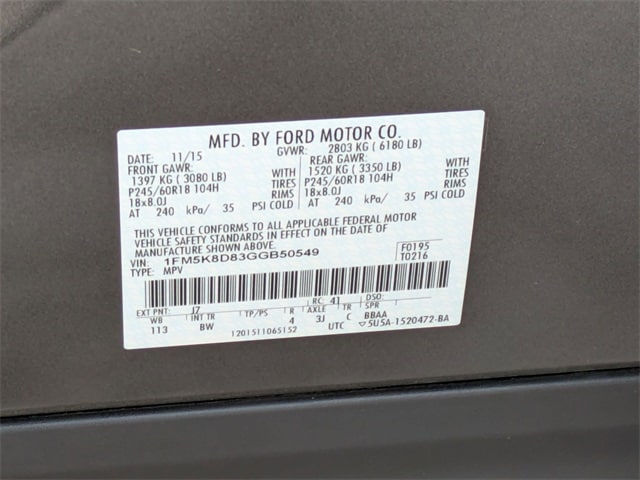 MFD. BY FORD MOTOR CO.
DATE: 11/15 GVWR: 2803 KG ( 6180 LB)
FRONT GAWR: REAR GAWR:
1397 KG ( 3080 LB) WITH 1520 KG ( 3350 LB) WITH
P245/60R18 104H TIRES P245/60R18 104H TIRES
18x8.0J RIMS 18x8.0J RIMS
AT 240 kPa/ 35 PSI COLD AT 240 kPa/ 35 PSI COLD
THIS VEHICLE CONFORMS TO ALL APPLICABLE FEDERAL MOTOR
VEHICLE SAFETY STANDARDS IN EFFECT ON THE DATE OF
MANUFACTURE SHOWN ABOVE.
VIN: 1FM5K8D83GGB50549 F0195
TYPE: MPV T0216
EXT PNT: J7 RC: 41 DSO:
WB INT TR TP/PS R AXLE TR SPR
113 BW 4 3J C BBAA
1201511065152 UTC ▽5U5A-1520472-BA